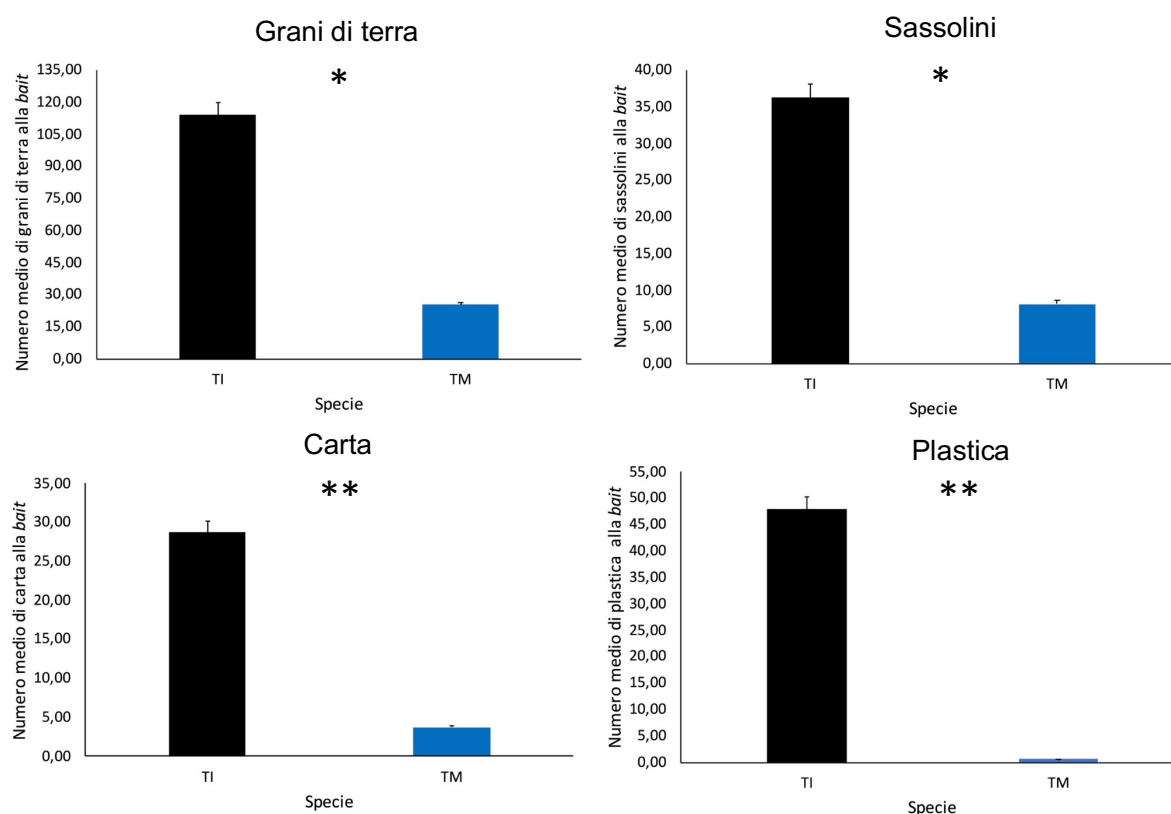 Grani di terra
*
Numero medio di grani di terra alla bait
135,00
120,00
105,00
90,00
75,00
60,00
45,00
30,00
15,00
0,00
TI
TM
Specie
Sassolini
*
Numero medio di sassolini alla bait
40,00
35,00
30,00
25,00
20,00
15,00
10,00
5,00
0,00
TI
TM
Specie
Carta
**
Numero medio di carta alla bait
35,00
30,00
25,00
20,00
15,00
10,00
5,00
0,00
TI
TM
Specie
Plastica
**
Numero medio di plastica alla bait
55,00
50,00
45,00
40,00
35,00
30,00
25,00
20,00
15,00
10,00
5,00
0,00
TI
TM
Specie